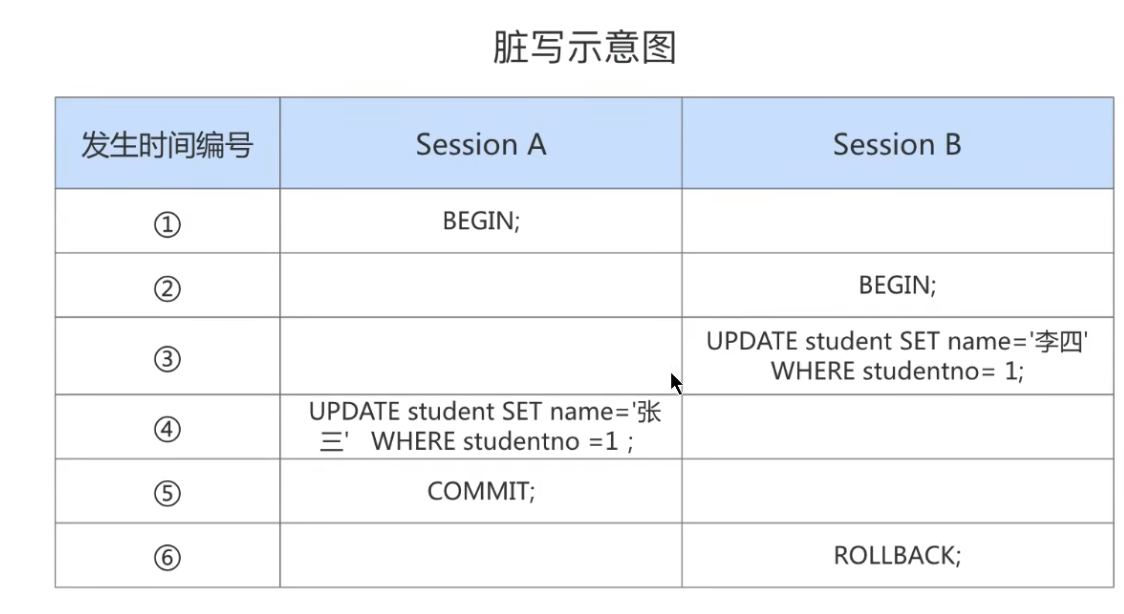 脏写示意图
发生时间编号 Session A Session B
① BEGIN;
② BEGIN;
③ UPDATE student SET name='李四'
WHERE studentno= 1;
④ UPDATE student SET name='张
三' WHERE studentno =1 ;
⑤ COMMIT;
⑥ ROLLBACK;